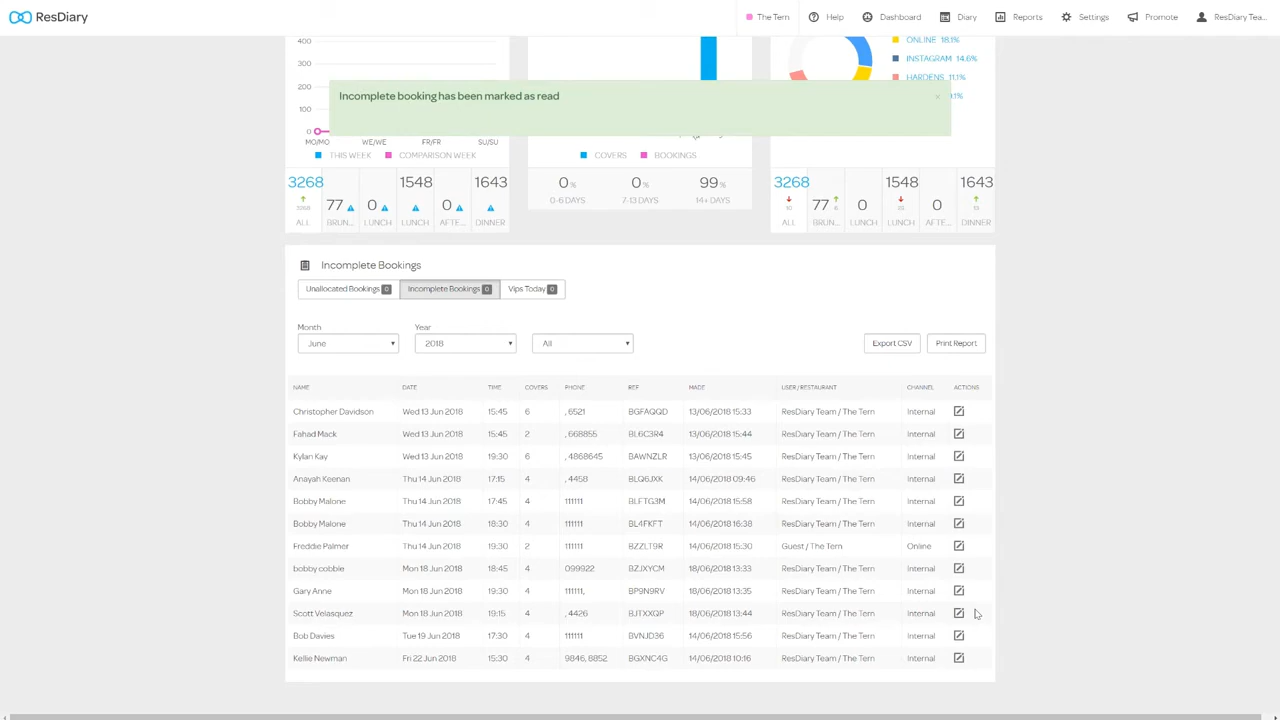 ResDiary
The Tern Help Dashboard Diary Reports Settings Promote ResDiary Tea...
400
300
200
100
0
MO/MO WE/WE FR/FR SU/SU
THIS WEEK COMPARISON WEEK
COVERS BOOKINGS
ONLINE 18.1%
INSTAGRAM 14.6%
HARDENS 11.1%
Incomplete booking has been marked as read ×
3268 ALL
77 BRUN...
0 LUNCH
1548 LUNCH
0 AFTE...
1643 DINNER
0% 0% 99%
0-6 DAYS 7-13 DAYS 14+ DAYS
3268 ALL
77 BRUN...
0 LUNCH
1548 LUNCH
0 AFTE...
1643 DINNER
Incomplete Bookings
Unallocated Bookings 0 Incomplete Bookings 0 Vips Today 0
Month Year
June 2018 All Export CSV Print Report
NAME DATE TIME COVERS PHONE REF MADE USER / RESTAURANT CHANNEL ACTIONS
Christopher Davidson Wed 13 Jun 2018 15:45 6 , 6521 BGFAQQD 13/06/2018 15:33 ResDiary Team / The Tern Internal
Fahad Mack Wed 13 Jun 2018 15:45 2 , 668855 BL6C3R4 13/06/2018 15:44 ResDiary Team / The Tern Internal
Kylan Kay Wed 13 Jun 2018 19:30 6 , 4868645 BAWNZLR 13/06/2018 15:45 ResDiary Team / The Tern Internal
Anayah Keenan Thu 14 Jun 2018 17:15 4 , 4458 BLQ6JXK 14/06/2018 09:46 ResDiary Team / The Tern Internal
Bobby Malone Thu 14 Jun 2018 17:45 4 111111 BLFTG3M 14/06/2018 15:58 ResDiary Team / The Tern Internal
Bobby Malone Thu 14 Jun 2018 18:30 4 111111 BL4FKFT 14/06/2018 16:38 ResDiary Team / The Tern Internal
Freddie Palmer Thu 14 Jun 2018 19:30 2 111111 BZZLT9R 14/06/2018 15:30 Guest / The Tern Online
bobby cobble Mon 18 Jun 2018 18:45 4 099922 BZJXYCM 18/06/2018 13:33 ResDiary Team / The Tern Internal
Gary Anne Mon 18 Jun 2018 19:30 4 111111, BP9N9RV 18/06/2018 13:35 ResDiary Team / The Tern Internal
Scott Velasquez Mon 18 Jun 2018 19:15 4 , 4426 BJTXXQP 18/06/2018 13:44 ResDiary Team / The Tern Internal
Bob Davies Tue 19 Jun 2018 17:30 4 111111 BVNJD36 14/06/2018 15:56 ResDiary Team / The Tern Internal
Kellie Newman Fri 22 Jun 2018 15:30 4 9846, 8852 BGXNC4G 14/06/2018 10:16 ResDiary Team / The Tern Internal